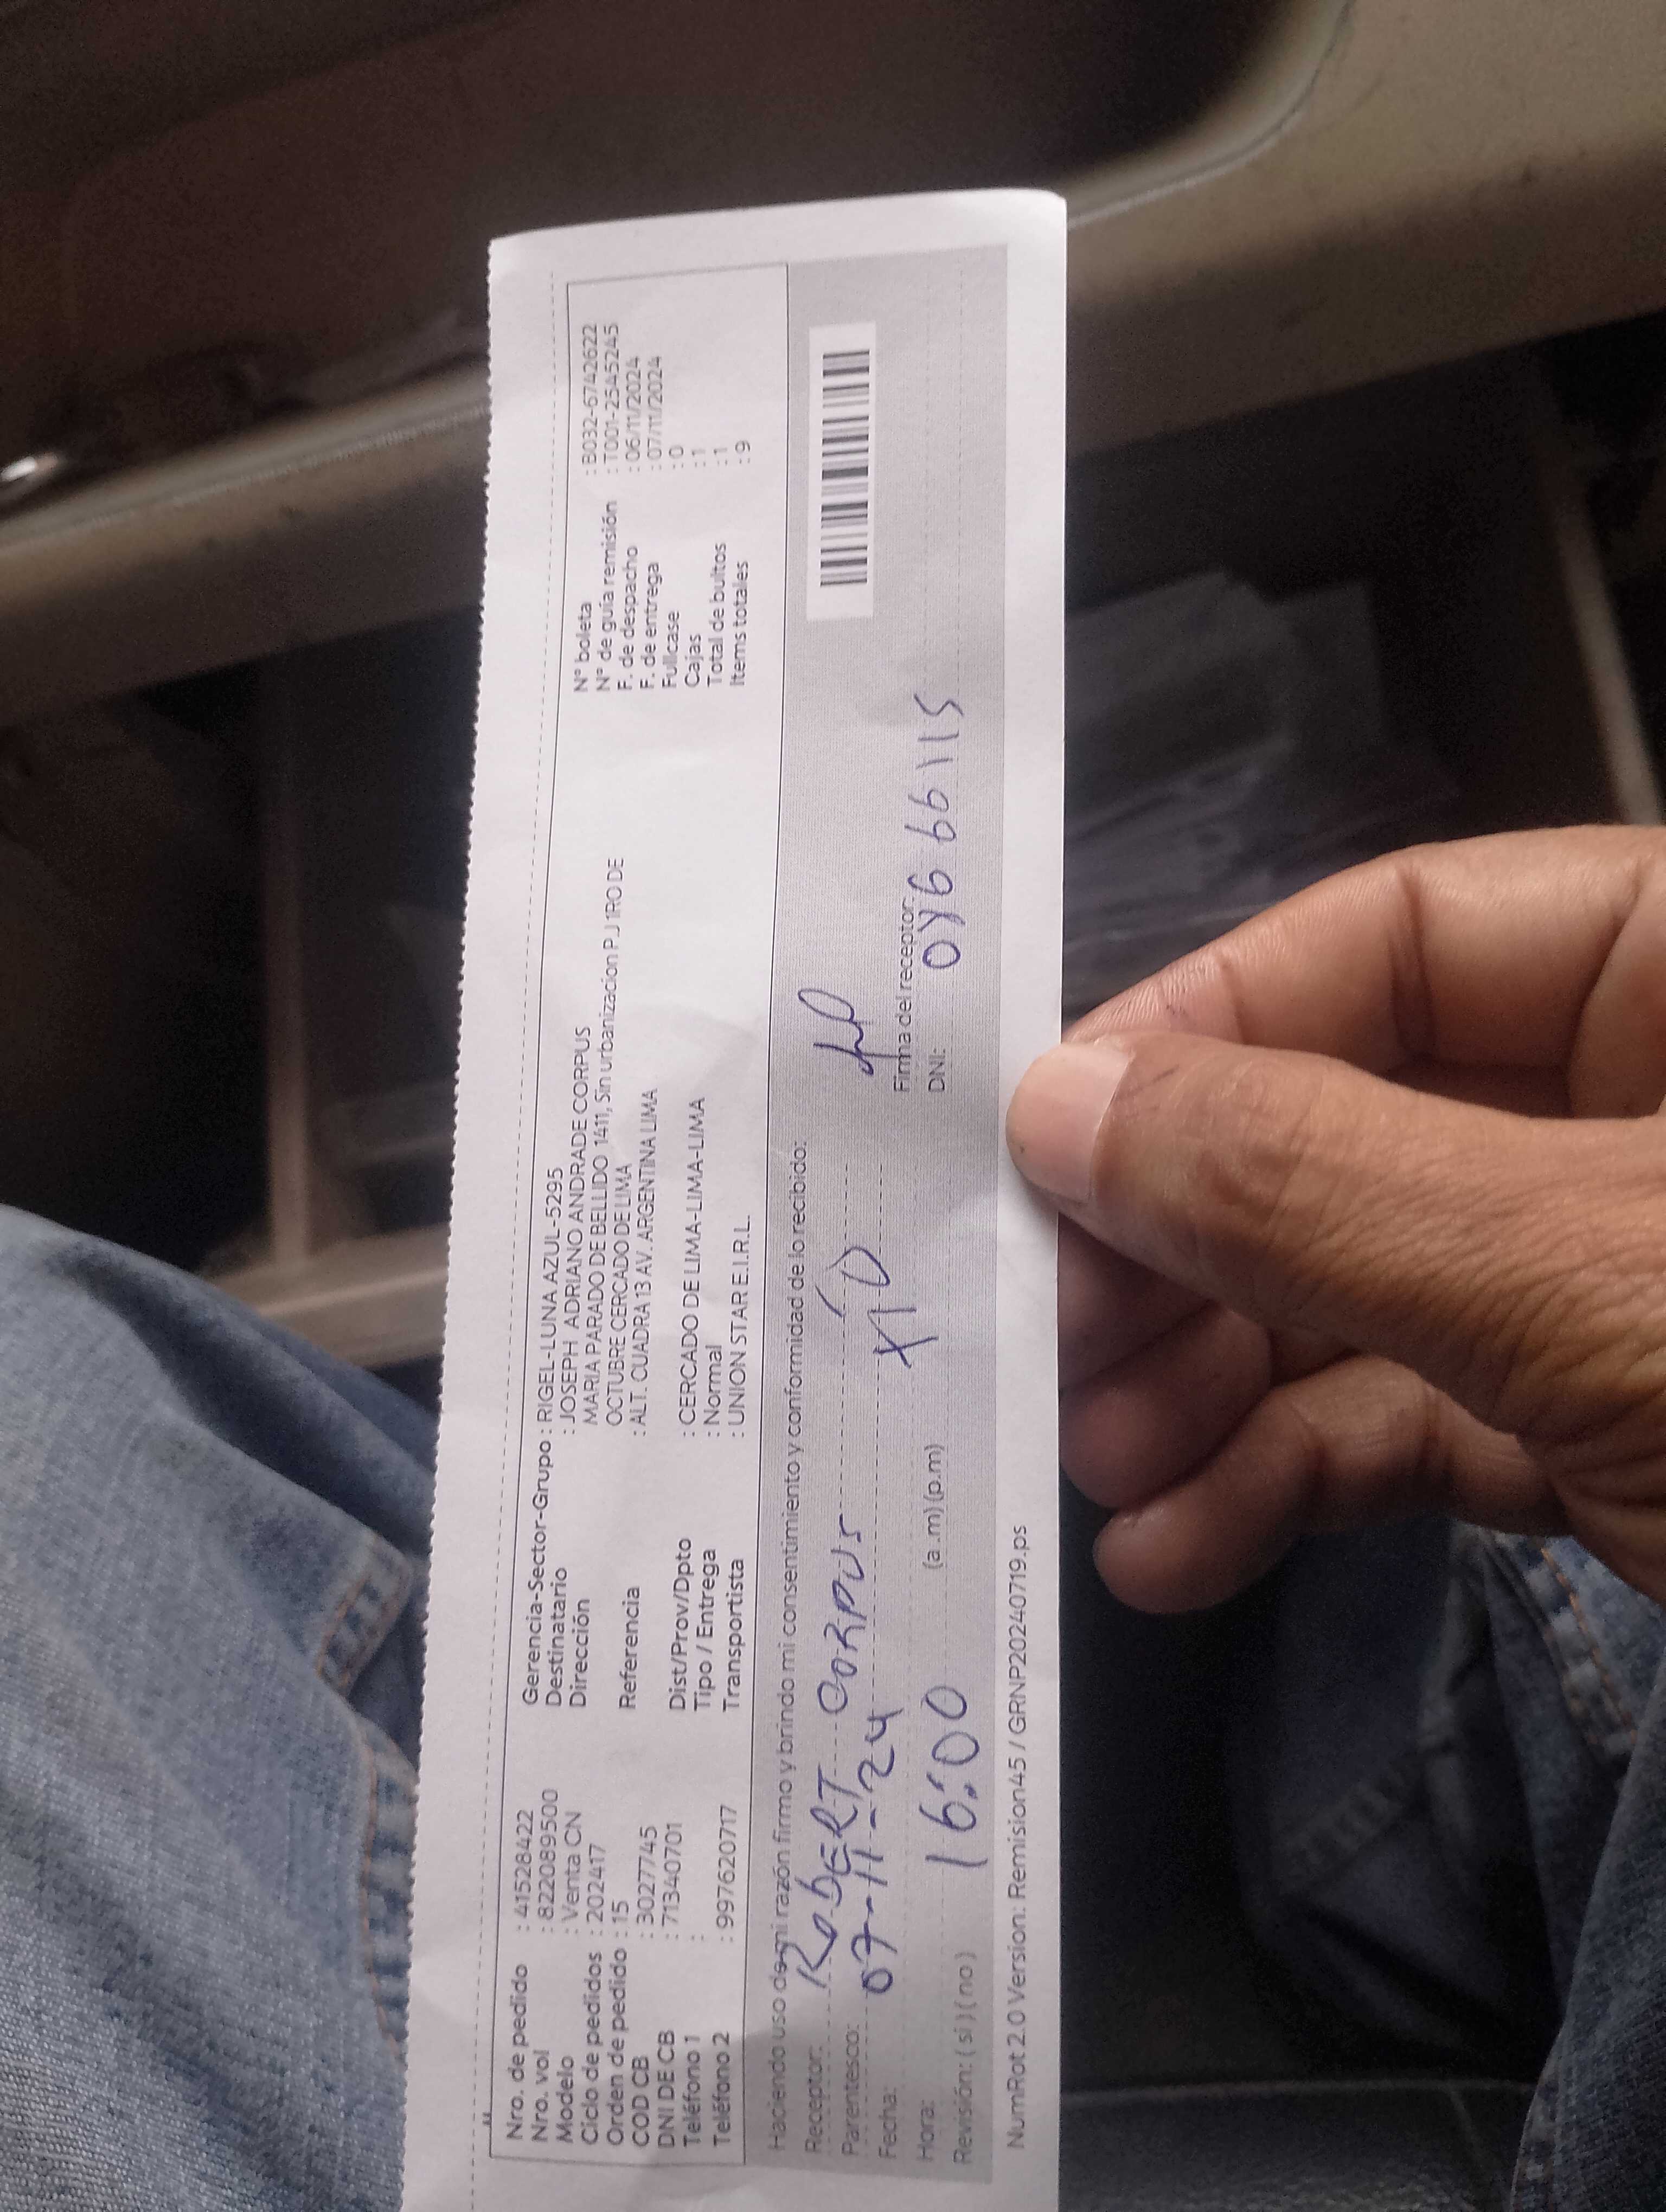 Nro. de pedido : 415284422
Nro. vol : 8220895500
Modelo : Venta CN
Ciclo de pedidos : 202417
Orden de pedido : 15
COD CB : 30277745
DNI DE CB : 71340701
Teléfono 1 :
Teléfono 2 : 997620717
Gerencia-Sector-Grupo : RIGEL-LUNA AZUL-5295
Destinatario : JOSEPH ADRIANO ANDRADE CORPUS
Dirección MARIA PARADO DE BELLIDO 1411, Sin urbanizacion P.J 1RO DE
OCTUBRE CERCADO DE LIMA
Referencia : ALT. CUADRA 13 AV. ARGENTINA LIMA
Dist/Prov/Dpto : CERCADO DE LIMA-LIMA-LIMA
Tipo / Entrega : Normal
Transportista : UNION STAR E.I.R.L.
N° boleta : B032-6742622
N° de guía remisión : T001-25455245
F. de despacho : 06/11/2024
F. de entrega : 07/11/2024
Fullcase : 0
Cajas : 1
Total de bultos : 1
Items totales : 9
Haciendo uso de mi razón firmo y brindo mi consentimiento y conformidad de lo recibido:
Receptor: RobERT CORPUS
Parentesco: TÍO
Fecha: 07-11-24
Hora: 16:00 (a.m) (p.m)
Revisión: ( si ) ( no )
Firma del receptor:
DNI: 66115
NumRot 2.0 Version: Remision45 / GRNP20240719.ps